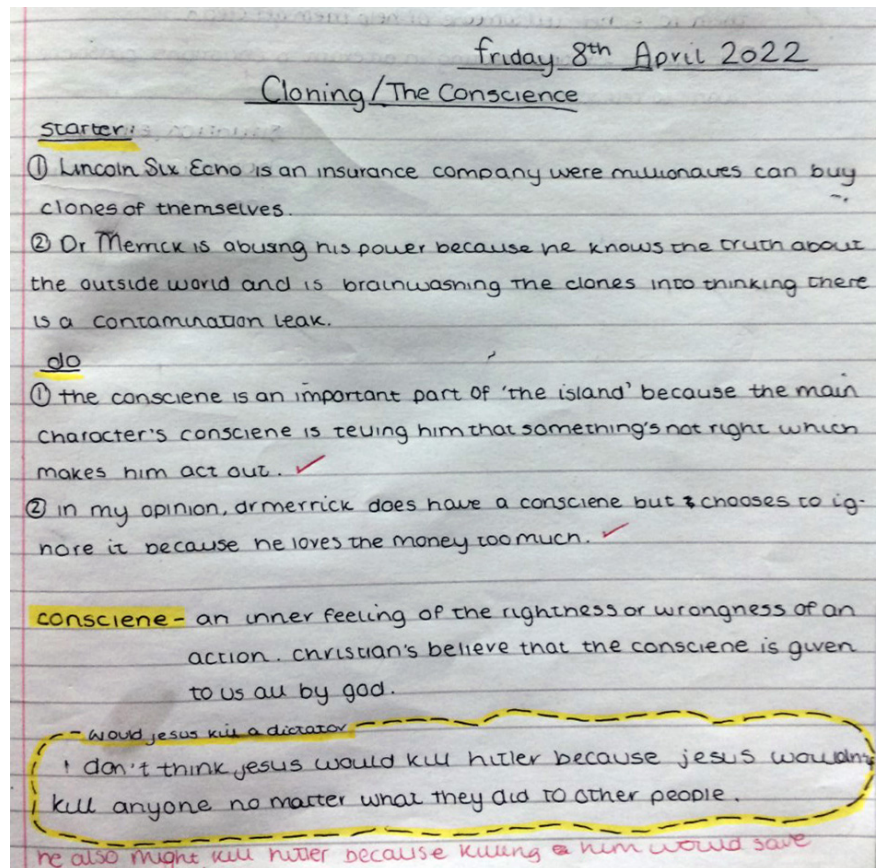 friday 8th April 2022
Cloning/The Conscience
starter:
① Lincoln Six Echo is an insurance company were millionaires can buy
clones of themselves.
② Dr Merrick is abusing his power because he knows the truth about
the outside world and is brainwashing the clones into thinking there
is a contamination leak.
do
① the consciene is an important part of 'the island' because the main
character's consciene is telling him that something's not right which
makes him act out. ✓
② in my opinion, dr merrick does have a consciene but chooses to ig-
nore it because he loves the money too much. ✓
consciene - an inner feeling of the rightness or wrongness of an
action. christian's believe that the consciene is given
to us all by god.
- woud jesus kill a dictator
i don't think jesus would kill hitler because jesus wouldn't
kill anyone no matter what they did to other people.
he also might kill hitler because killing him would save